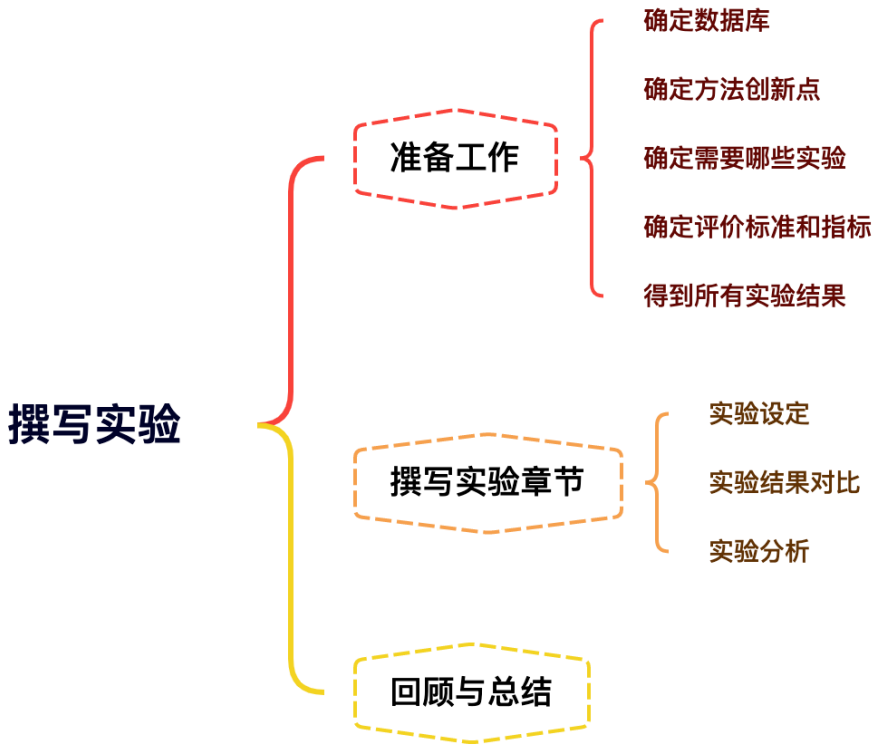 撰写实验
准备工作
确定数据库
确定方法创新点
确定需要哪些实验
确定评价标准和指标
得到所有实验结果
撰写实验章节
实验设定
实验结果对比
实验分析
回顾与总结